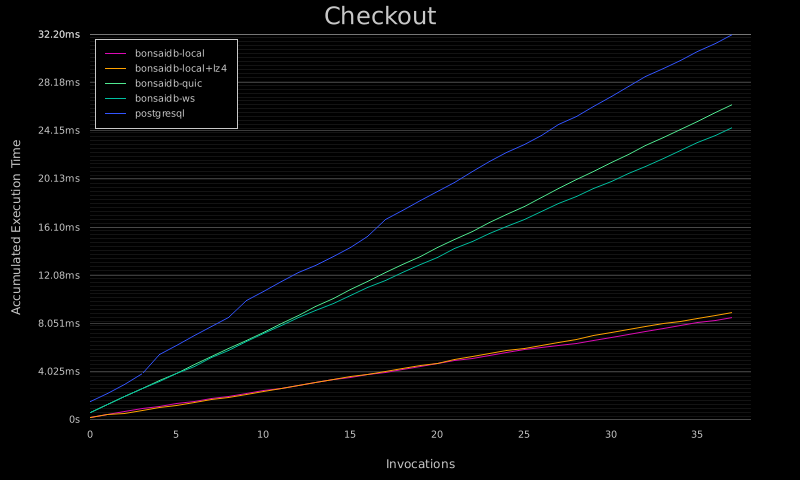 Checkout
32.20ms
28.18ms
24.15ms
20.13ms
16.10ms
12.08ms
8.051ms
4.025ms
0s
Accumulated Execution Time
bonsaidb-local
bonsaidb-local+lz4
bonsaidb-quic
bonsaidb-ws
postgresql
0 5 10 15 20 25 30 35
Invocations